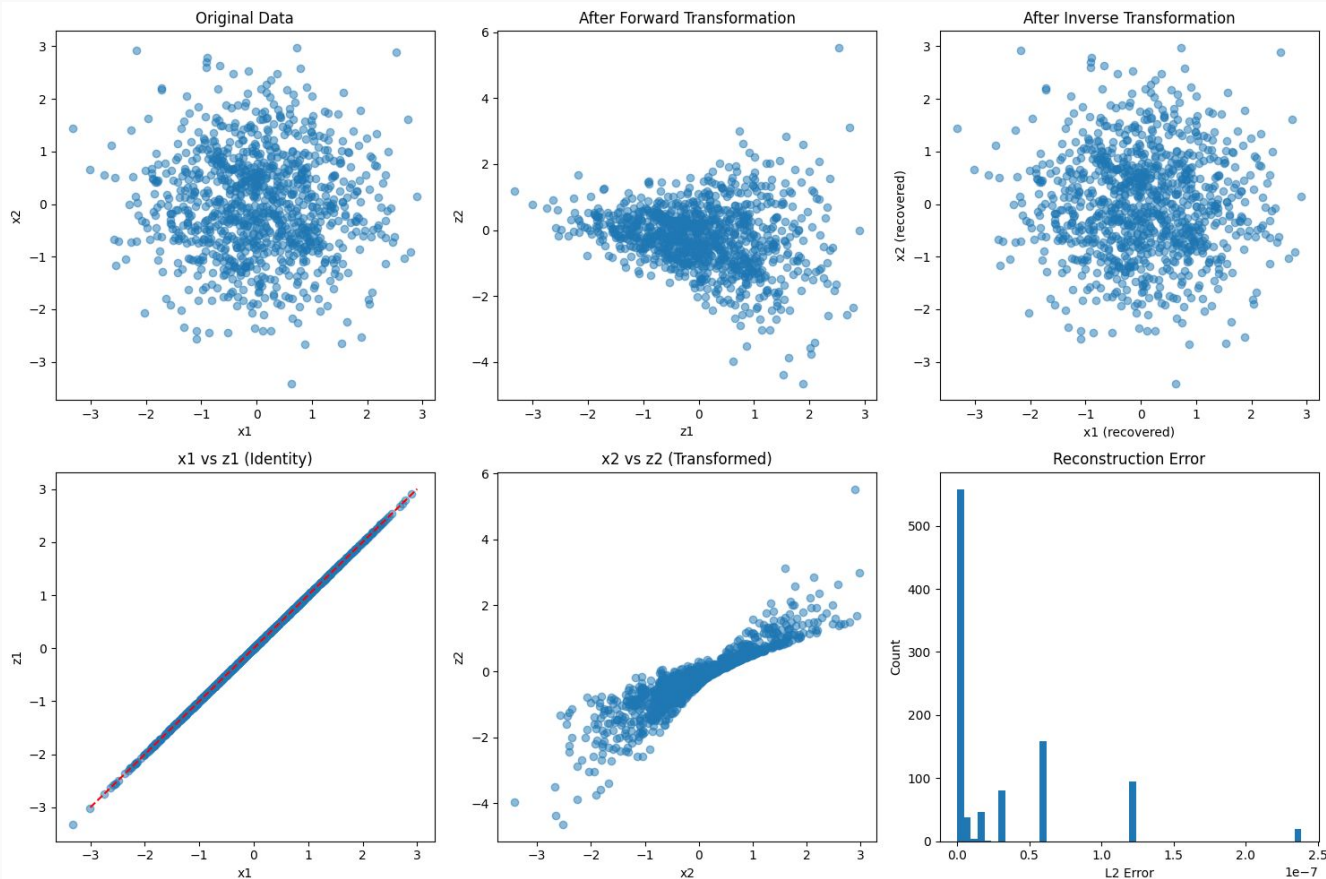 Original Data
3
2
1
0
−1
−2
−3
x2
−3 −2 −1 0 1 2 3
x1
After Forward Transformation
6
4
2
0
−2
−4
z2
−3 −2 −1 0 1 2 3
z1
After Inverse Transformation
3
2
1
0
−1
−2
−3
x2 (recovered)
−3 −2 −1 0 1 2 3
x1 (recovered)
x1 vs z1 (Identity)
3
2
1
0
−1
−2
−3
z1
−3 −2 −1 0 1 2 3
x1
x2 vs z2 (Transformed)
6
4
2
0
−2
−4
z2
−3 −2 −1 0 1 2 3
x2
Reconstruction Error
500
400
300
200
100
0
Count
0.0 0.5 1.0 1.5 2.0 2.5
1e−7
L2 Error